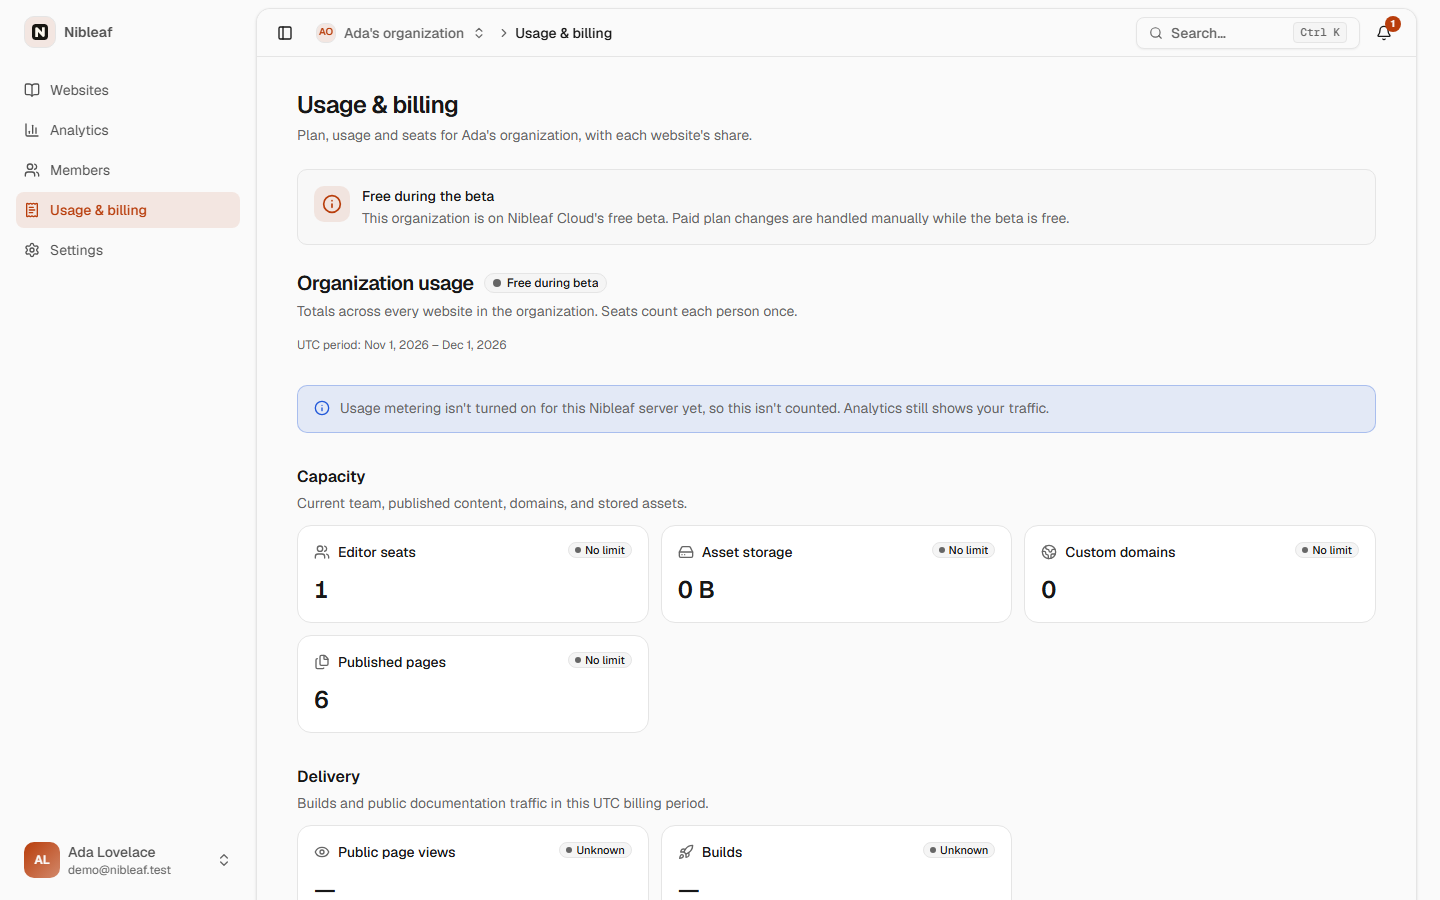 Nibleaf
Websites
Analytics
Members
Usage & billing
Settings
AL
Ada Lovelace
demo@nibleaf.test
AO
Ada's organization
Usage & billing
Search...
Ctrl K
1
Usage & billing
Plan, usage and seats for Ada's organization, with each website's share.
Free during the beta
This organization is on Nibleaf Cloud's free beta. Paid plan changes are handled manually while the beta is free.
Organization usage
Free during beta
Totals across every website in the organization. Seats count each person once.
UTC period: Nov 1, 2026 – Dec 1, 2026
Usage metering isn't turned on for this Nibleaf server yet, so this isn't counted. Analytics still shows your traffic.
Capacity
Current team, published content, domains, and stored assets.
Editor seats
No limit
1
Asset storage
No limit
0 B
Custom domains
No limit
0
Published pages
No limit
6
Delivery
Builds and public documentation traffic in this UTC billing period.
Public page views
Unknown
—
Builds
Unknown
—